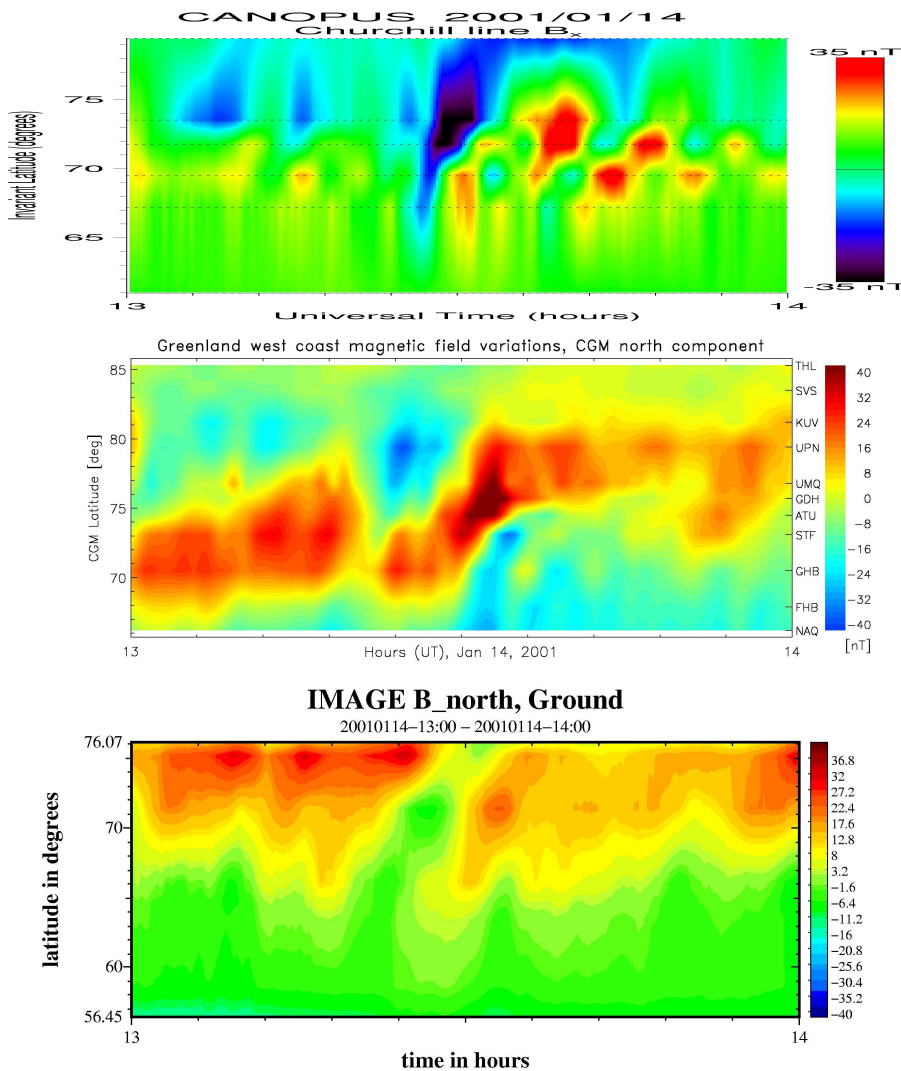 CANOPUS 2001/01/14
Churchill line Bₓ
35 nT
75
70
65
Invariant Latitude (degrees)
-35 nT
13
14
Universal Time (hours)
Greenland west coast magnetic field variations, CGM north component
85
80
75
70
CGM Latitude [deg]
THL
SVS
KUV
UPN
UMQ
GDH
ATU
STF
GHB
FHB
NAQ
40
32
24
16
8
0
−8
−16
−24
−32
−40
[nT]
13
Hours (UT), Jan 14, 2001
14
IMAGE B_north, Ground
20010114−13:00 − 20010114−14:00
76.07
70
60
56.45
latitude in degrees
36.8
32
27.2
22.4
17.6
12.8
8
3.2
−1.6
−6.4
−11.2
−16
−20.8
−25.6
−30.4
−35.2
−40
13
14
time in hours